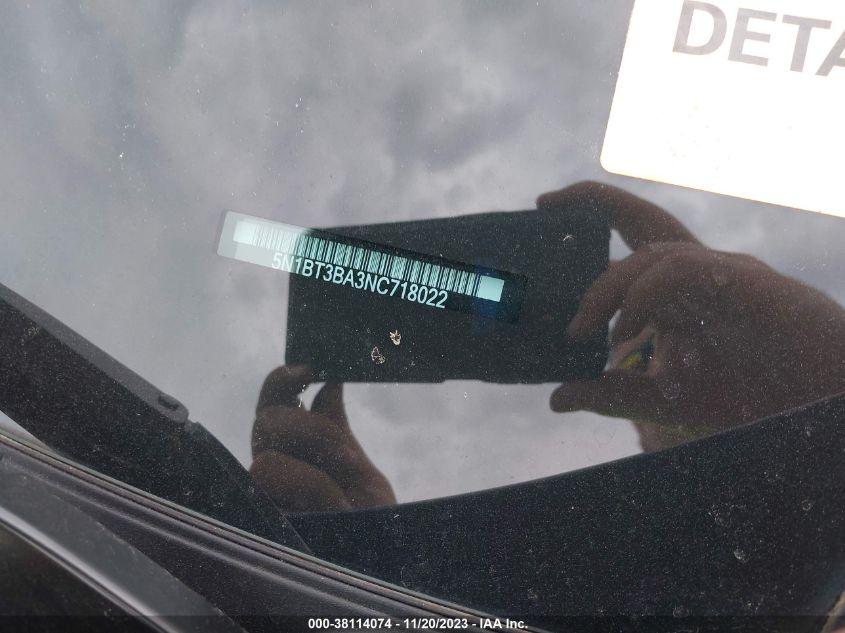 DETA
5N1BT3BA3NC718022
000-38114074 - 11/20/2023 - IAA Inc.